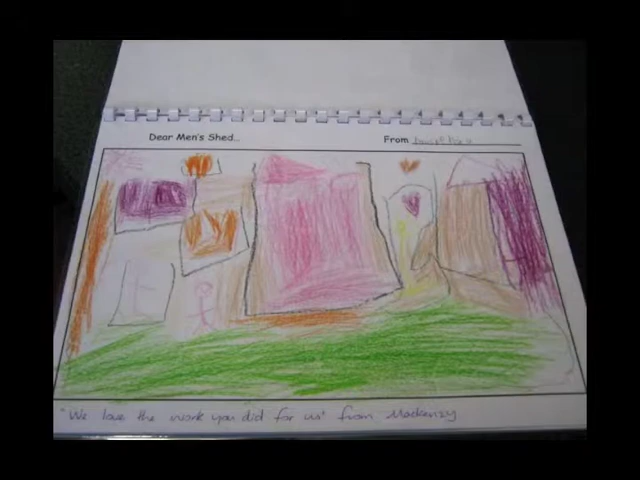 Dear Men's Shed... From
"We love the work you did for us" from Mackenzy